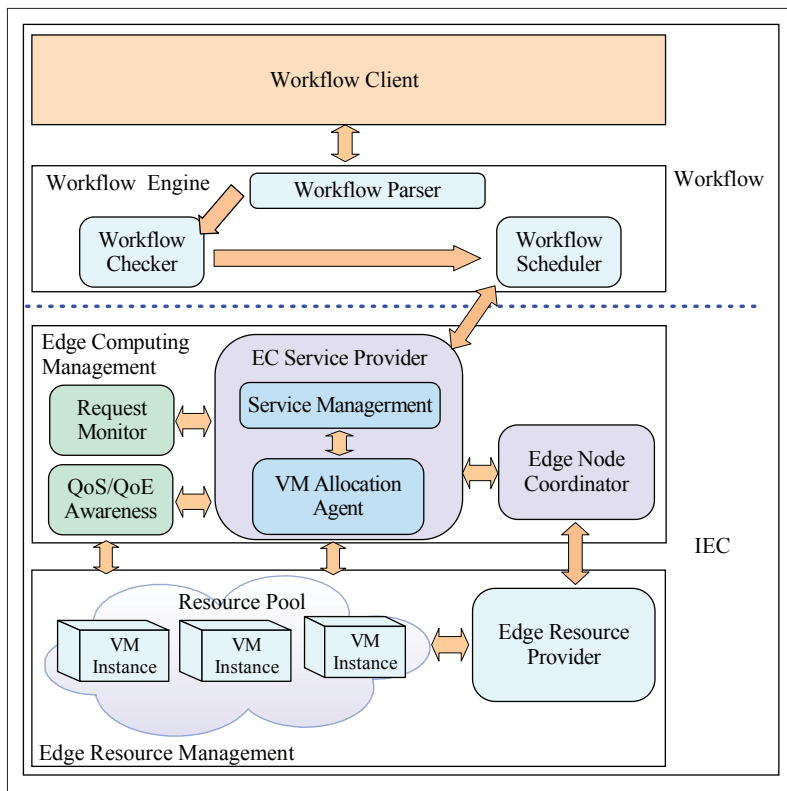 Workflow Client
Workflow Engine
Workflow Parser
Workflow
Workflow
Checker
Workflow
Scheduler
Edge Computing
Management
EC Service Provider
Request
Monitor
Service Managerment
QoS/QoE
Awareness
VM Allocation
Agent
Edge Node
Coordinator
IEC
Resource Pool
VM
Instance
VM
Instance
VM
Instance
Edge Resource
Provider
Edge Resource Management